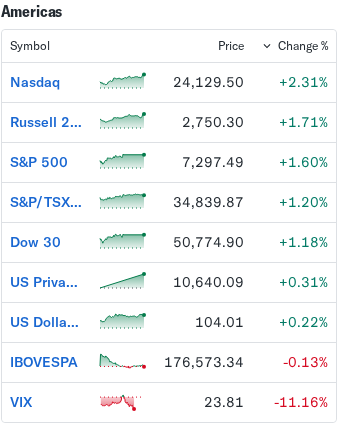 Americas
Symbol Price Change %
Nasdaq 24,129.50 +2.31%
Russell 2... 2,750.30 +1.71%
S&P 500 7,297.49 +1.60%
S&P/TSX... 34,839.87 +1.20%
Dow 30 50,774.90 +1.18%
US Priva... 10,640.09 +0.31%
US Dolla... 104.01 +0.22%
IBOVESPA 176,573.34 -0.13%
VIX 23.81 -11.16%